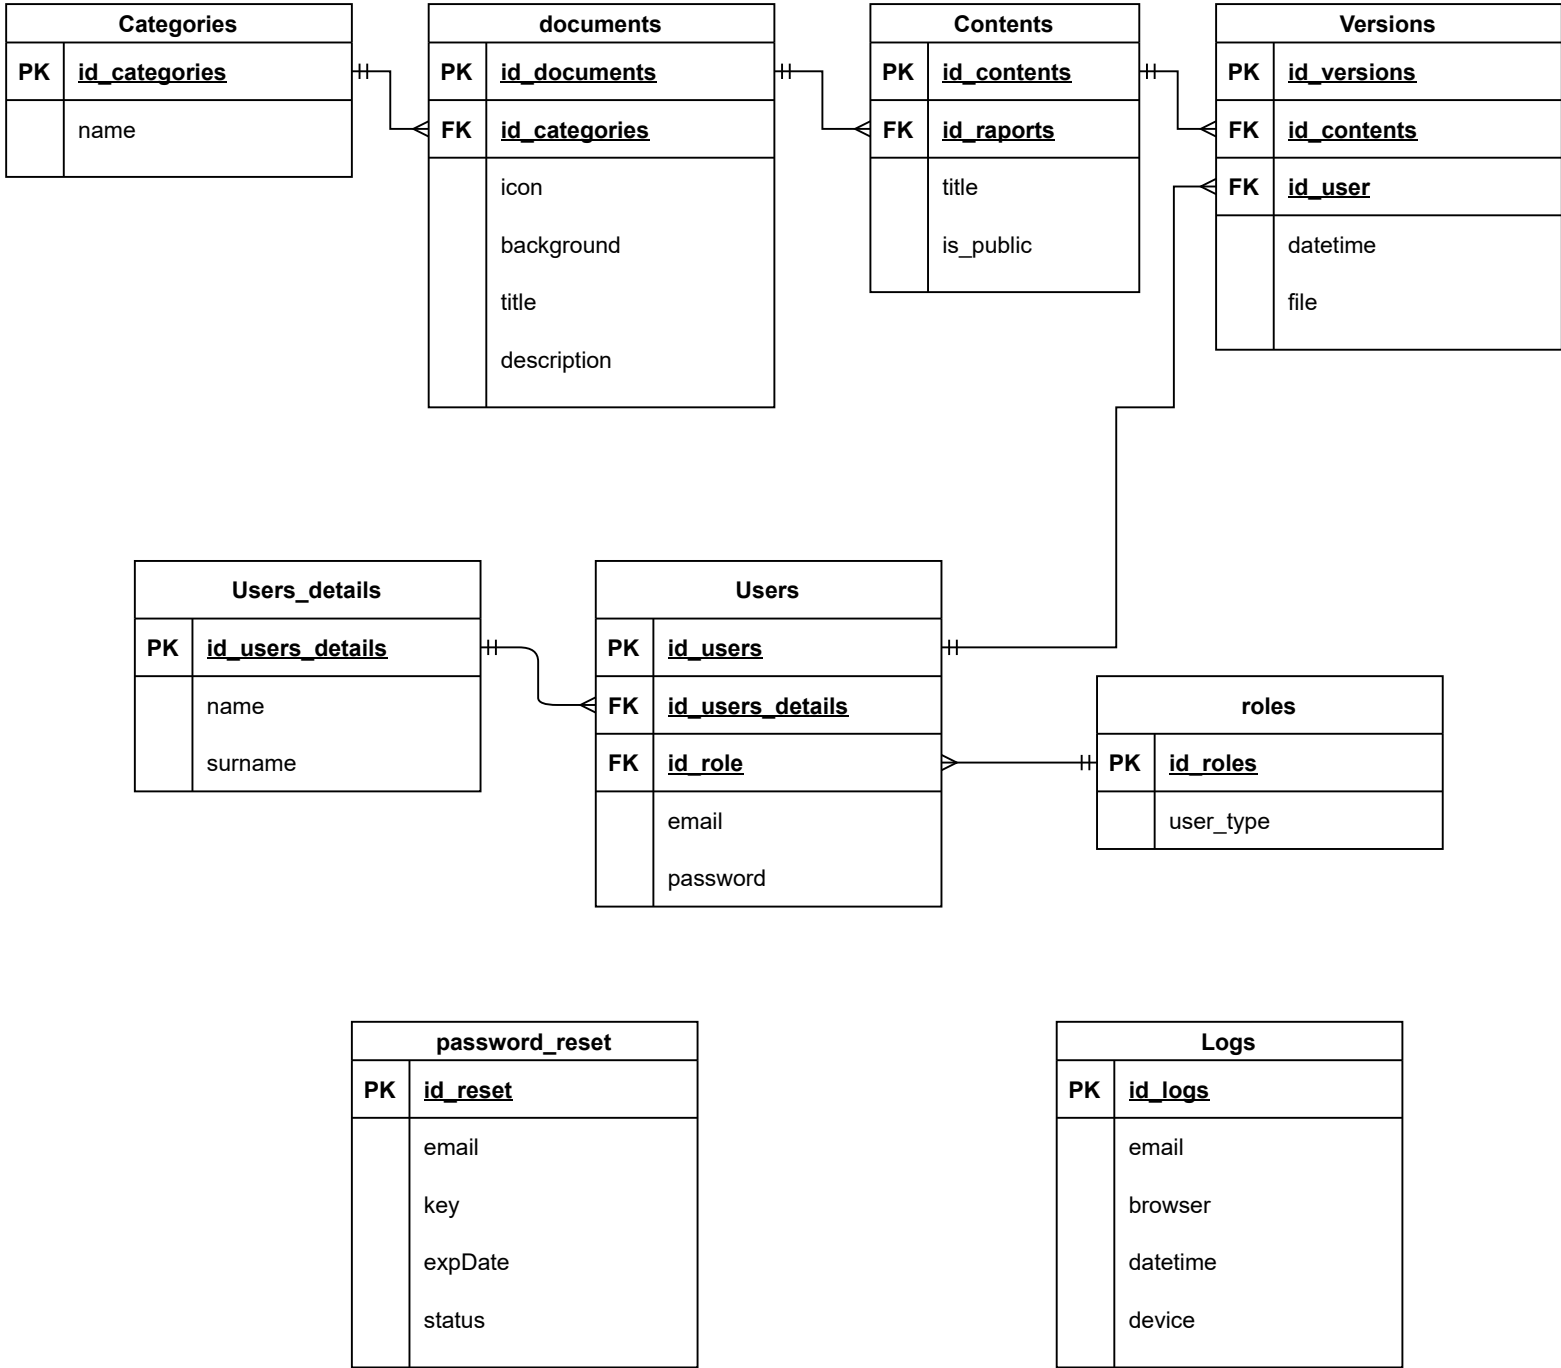 Categories
PK id_categories
name
documents
PK id_documents
FK id_categories
icon
background
title
description
Contents
PK id_contents
FK id_raports
title
is_public
Versions
PK id_versions
FK id_contents
FK id_user
datetime
file
Users_details
PK id_users_details
name
surname
Users
PK id_users
FK id_users_details
FK id_role
email
password
roles
PK id_roles
user_type
password_reset
PK id_reset
email
key
expDate
status
Logs
PK id_logs
email
browser
datetime
device